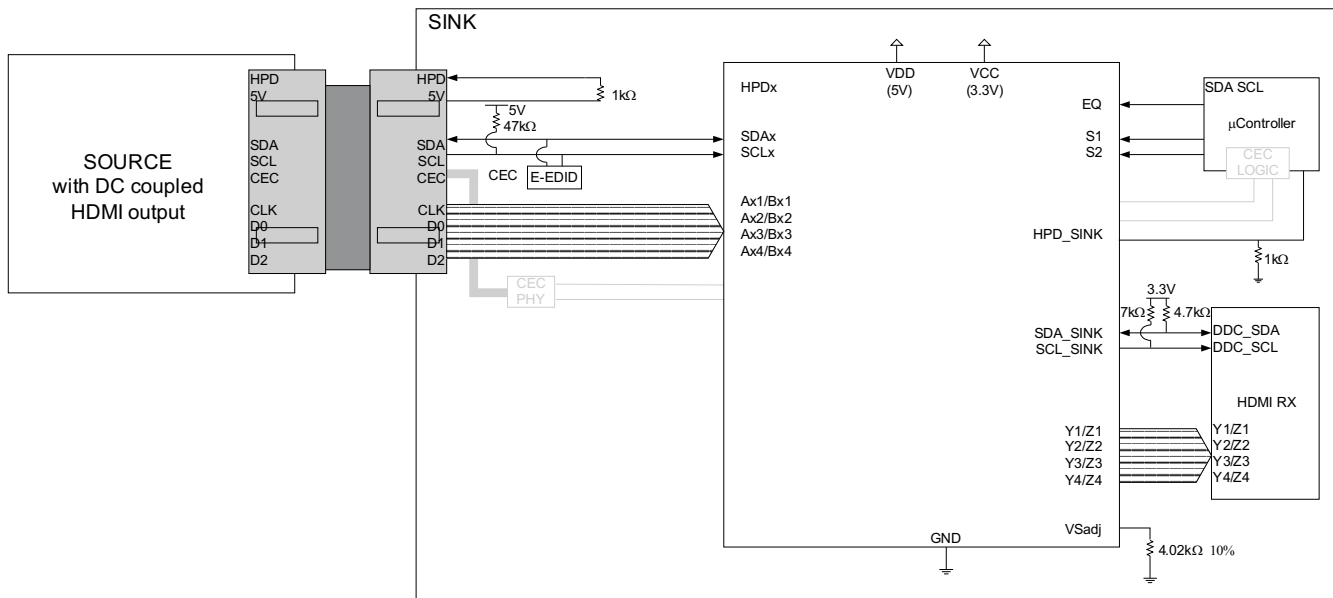 SINK
SOURCE
with DC coupled
HDMI output
HPD
5V
SDA
SCL
CEC
CLK
D0
D1
D2
HPD
5V
SDA
SCL
CEC
CLK
D0
D1
D2
1kΩ
5V
47kΩ
CEC
E-EDID
CEC
PHY
HPDx
SDAx
SCLx
Ax1/Bx1
Ax2/Bx2
Ax3/Bx3
Ax4/Bx4
VDD
(5V)
VCC
(3.3V)
EQ
S1
S2
HPD_SINK
SDA_SINK
SCL_SINK
Y1/Z1
Y2/Z2
Y3/Z3
Y4/Z4
VSadj
GND
SDA SCL
µController
CEC
LOGIC
1kΩ
3.3V
7kΩ 4.7kΩ
DDC_SDA
DDC_SCL
HDMI RX
Y1/Z1
Y2/Z2
Y3/Z3
Y4/Z4
4.02kΩ 10%